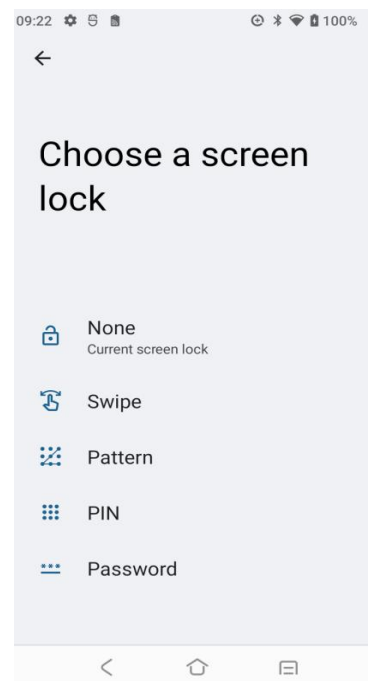 09:22 100%
Choose a screen
lock
None
Current screen lock
Swipe
Pattern
PIN
Password